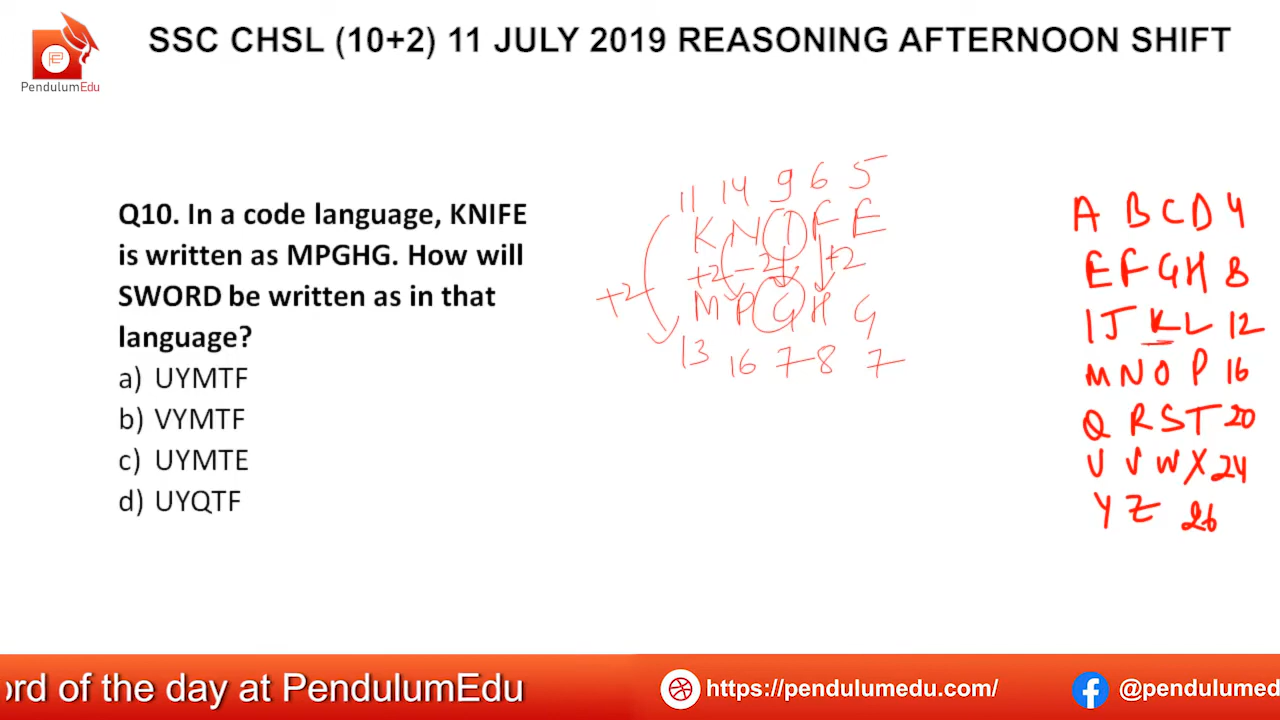 SSC CHSL (10+2) 11 JULY 2019 REASONING AFTERNOON SHIFT
PendulumEdu
Q10. In a code language, KNIFE
is written as MPGHG. How will
SWORD be written as in that
language?
a) UYMTF
b) VYMTF
c) UYMTE
d) UYQTF
11 14 9 6 5
K N I F E
+2 +2 -2 +2
M P G H G
13 16 7 8 7
A B C D 4
E F G H 8
I J K L 12
M N O P 16
Q R S T 20
U V W X 24
Y Z 26
ord of the day at PendulumEdu
https://pendulumedu.com/
@pendulumed